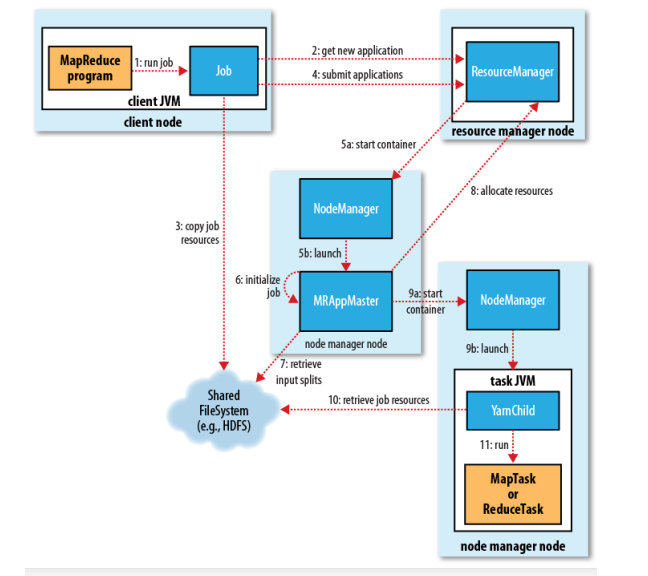 MapReduce
program
1: run job
Job
client JVM
client node
2: get new application
4: submit applications
ResourceManager
resource manager node
5a: start container
8: allocate resources
3: copy job
resources
NodeManager
5b: launch
6: initialize
job
MRAppMaster
node manager node
9a: start
container
NodeManager
9b: launch
7: retrieve
input splits
Shared
FileSystem
(e.g., HDFS)
10: retrieve job resources
task JVM
YarnChild
11: run
MapTask
or
ReduceTask
node manager node